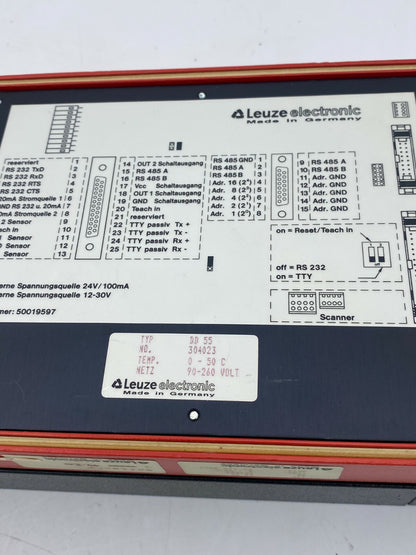 Leuze electronic
Made in Germany
reserviert 1
RS 232 TxD 2
RS 232 RxD 3
RS 232 RTS 4
RS 232 CTS 5
20mA Stromquelle 1 6
GND RS 232 u. 20mA 7
20mA Stromquelle 2 8
Sensor 9
in 10
Sensor 11
Sensor 12
Sensor 13
14 OUT 2 Schaltausgang
15 RS 485 A
16 RS 485 B
17 Vcc Schaltausgang
18 OUT 1 Schaltausgang
19 GND Schaltausgang
20 Teach in
21 reserviert
22 TTY passiv Tx +
23 TTY passiv Tx -
24 TTY passiv Rx +
25 TTY passiv Rx -
RS 485 GND 1
RS 485 A 2
RS 485 B 3
Adr. 16 (2⁴) 4
Adr. 8 (2³) 5
Adr. 4 (2²) 6
Adr. 2 (2¹) 7
Adr. 1 (2⁰) 8
9 RS 485 A
10 RS 485 B
11 Adr. GND
12 Adr. GND
13 Adr. GND
14 Adr. GND
15 Adr. GND
on = Reset/Teach in
off = RS 232
on = TTY
Scanner
erne Spannungsquelle 24V/100mA
erne Spannungsquelle 12-30V
mer: 50019597
TYP DD 55
NO. 304023
TEMP. 0 - 50 C
NETZ 90-260 VOLT
Leuze electronic
Made in Germany
Leuze electronic